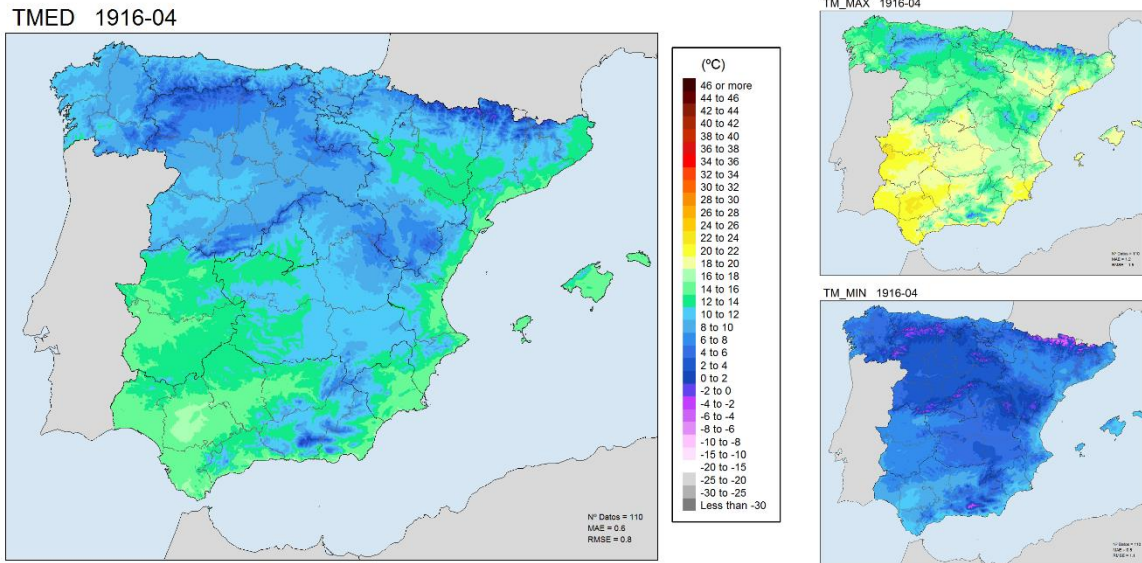 TMED 1916-04
Nº Datos = 110
MAE = 0.6
RMSE = 0.8
(ºC)
46 or more
44 to 46
42 to 44
40 to 42
38 to 40
36 to 38
34 to 36
32 to 34
30 to 32
28 to 30
26 to 28
24 to 26
22 to 24
20 to 22
18 to 20
16 to 18
14 to 16
12 to 14
10 to 12
8 to 10
6 to 8
4 to 6
2 to 4
0 to 2
-2 to 0
-4 to -2
-6 to -4
-8 to -6
-10 to -8
-15 to -10
-20 to -15
-25 to -20
-30 to -25
Less than -30
TM_MAX 1916-04
Nº Datos = 110
TM_MIN 1916-04
Nº Datos = 110